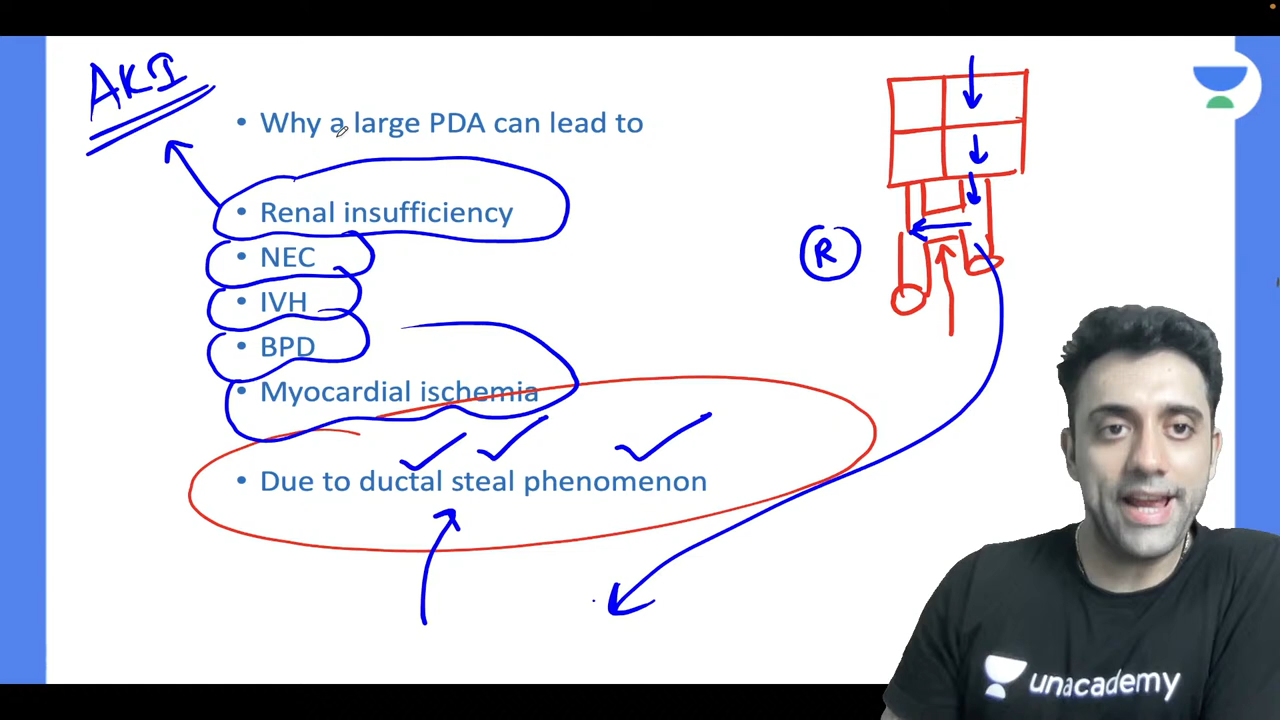 AKI
• Why a large PDA can lead to
• Renal insufficiency
• NEC
• IVH
• BPD
• Myocardial ischemia
• Due to ductal steal phenomenon
R
unacademy